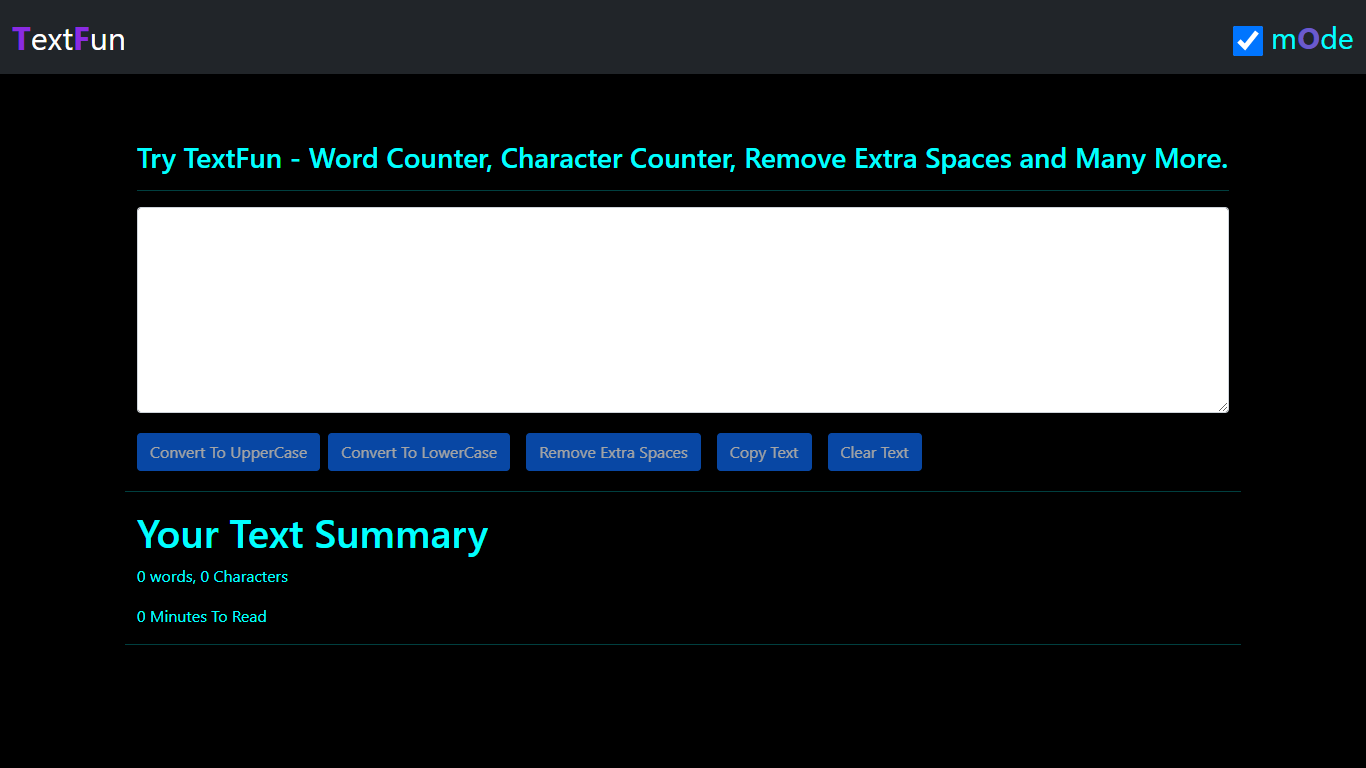 TextFun
mOde
Try TextFun - Word Counter, Character Counter, Remove Extra Spaces and Many More.
Convert To UpperCase Convert To LowerCase Remove Extra Spaces Copy Text Clear Text
Your Text Summary
0 words, 0 Characters
0 Minutes To Read